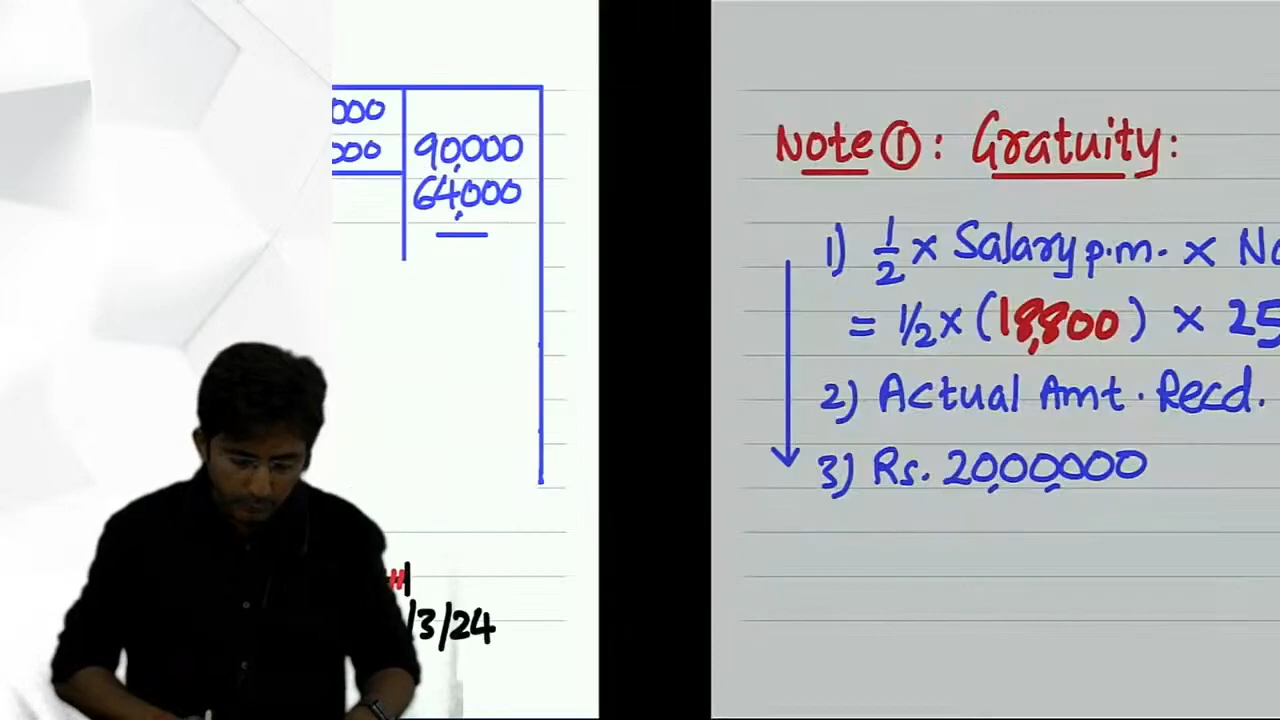 000
000
90,000
64,000
/3/24
Note ①: Gratuity:
1) 1/2 x Salary p.m. x No
= 1/2 x (18,800) x 25
2) Actual Amt. Recd.
3) Rs. 20,00,000